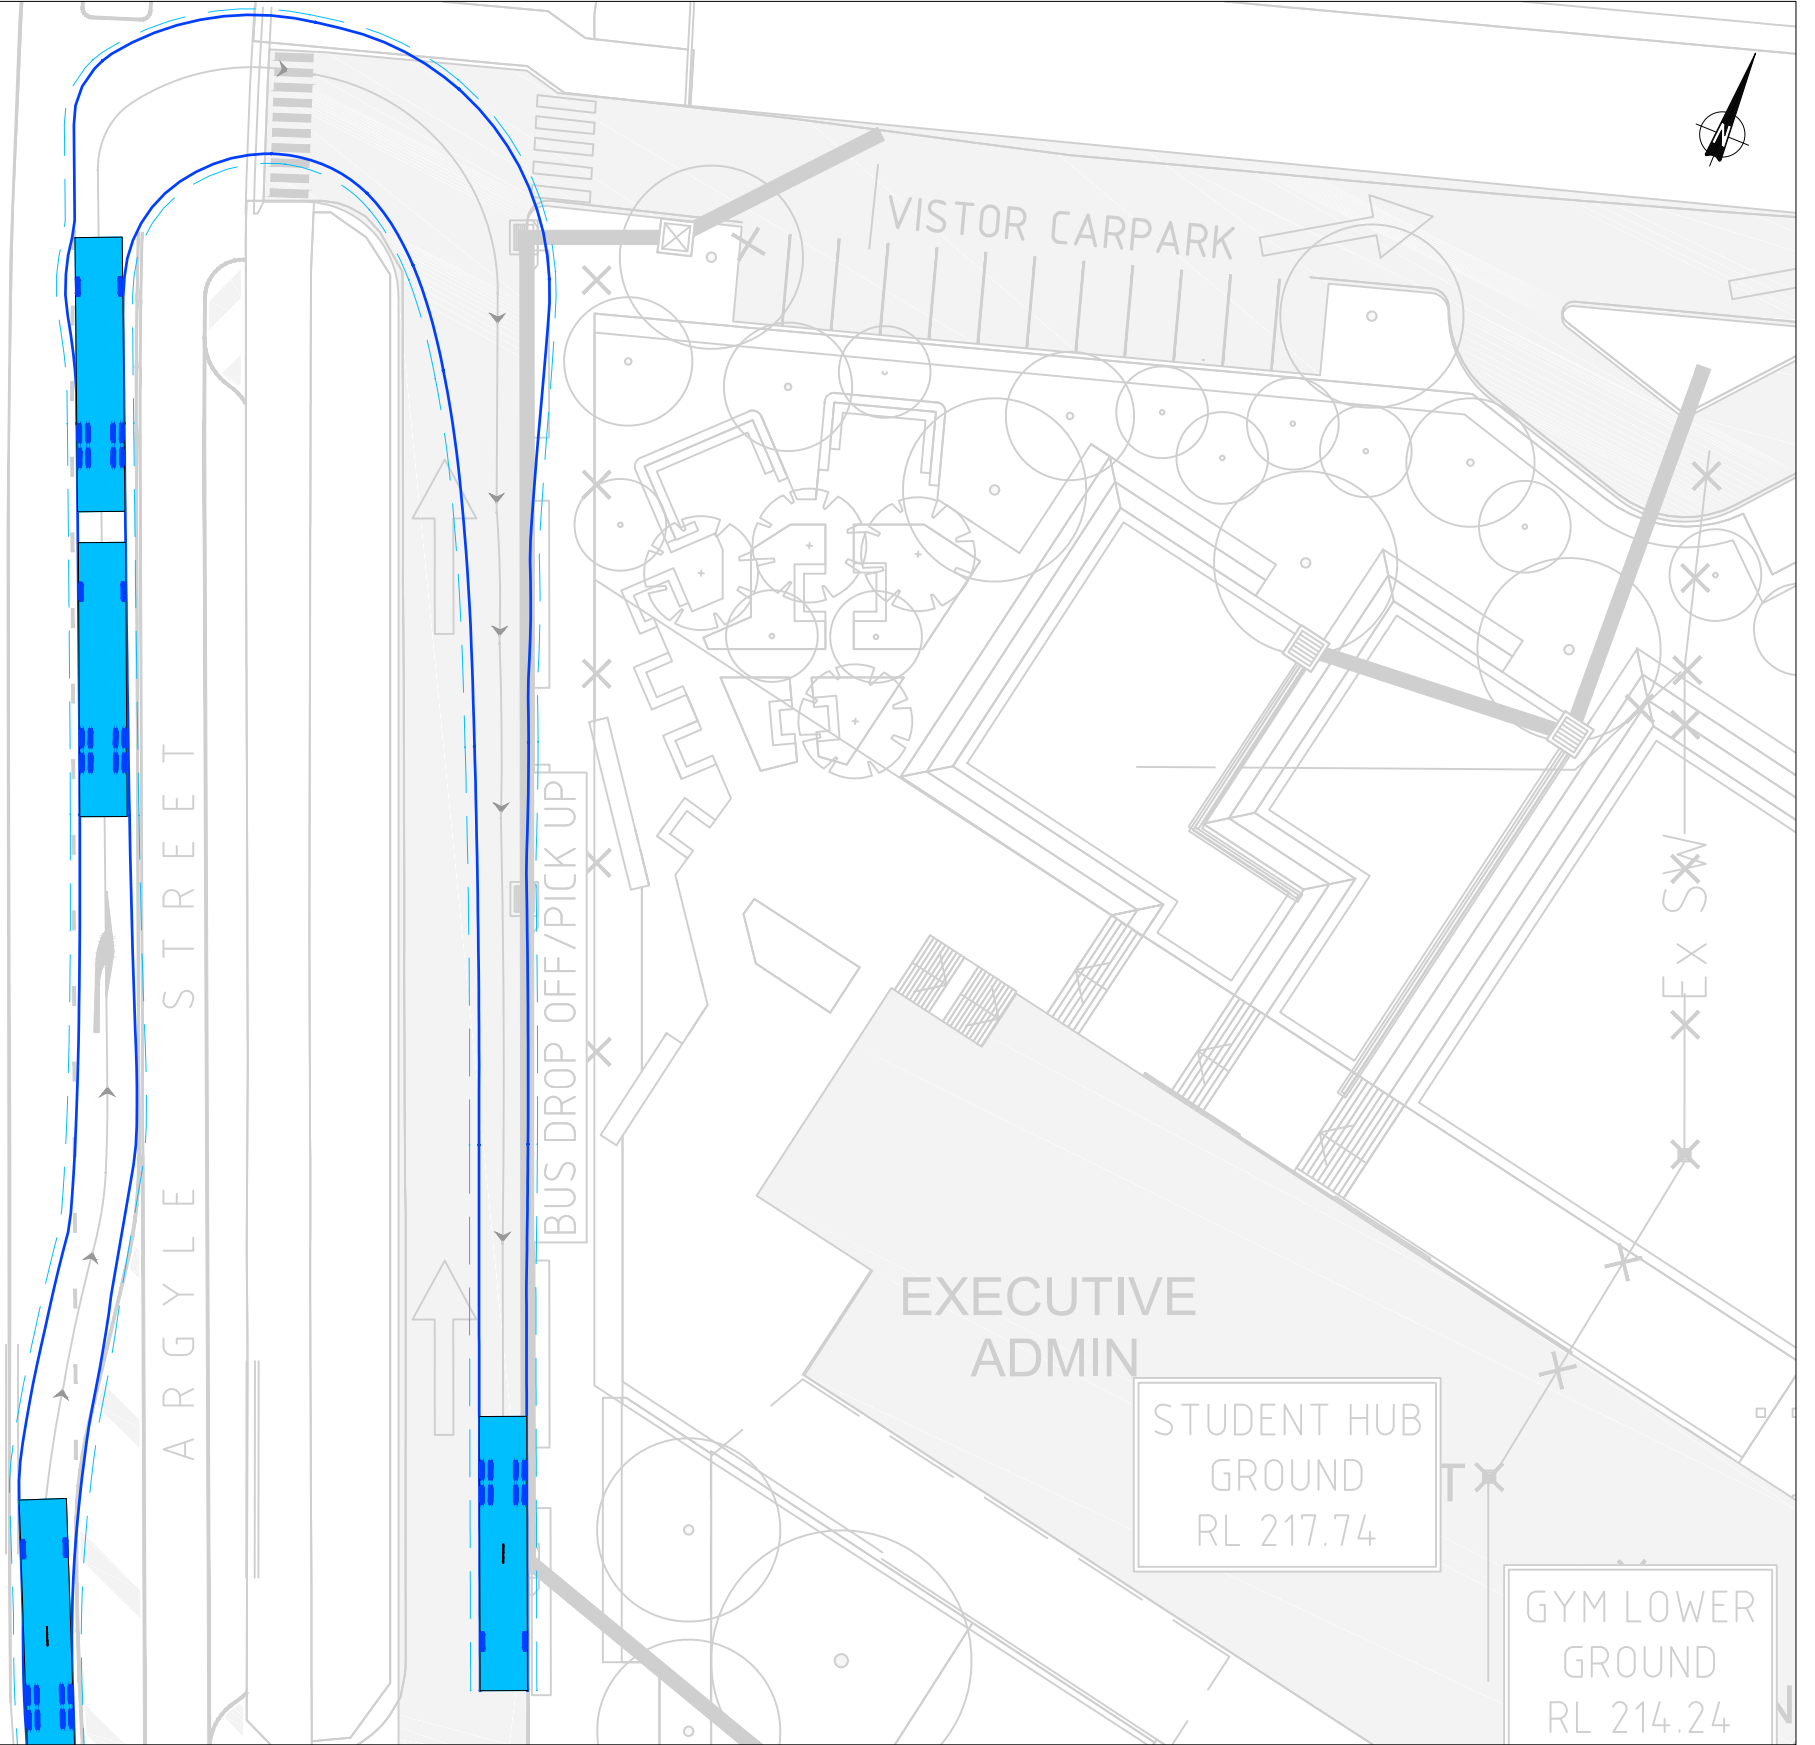 N
VISTOR CARPARK
ARGYLE STREET
BUS DROP OFF/PICK UP
EX SW
EXECUTIVE
ADMIN
STUDENT HUB
GROUND
RL 217.74
T
GYM LOWER
GROUND
RL 214.24